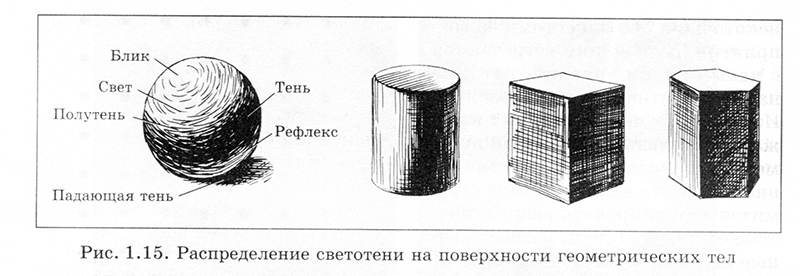 Блик
Свет
Полутень
Тень
Рефлекс
Падающая тень
Рис. 1.15. Распределение светотени на поверхности геометрических тел